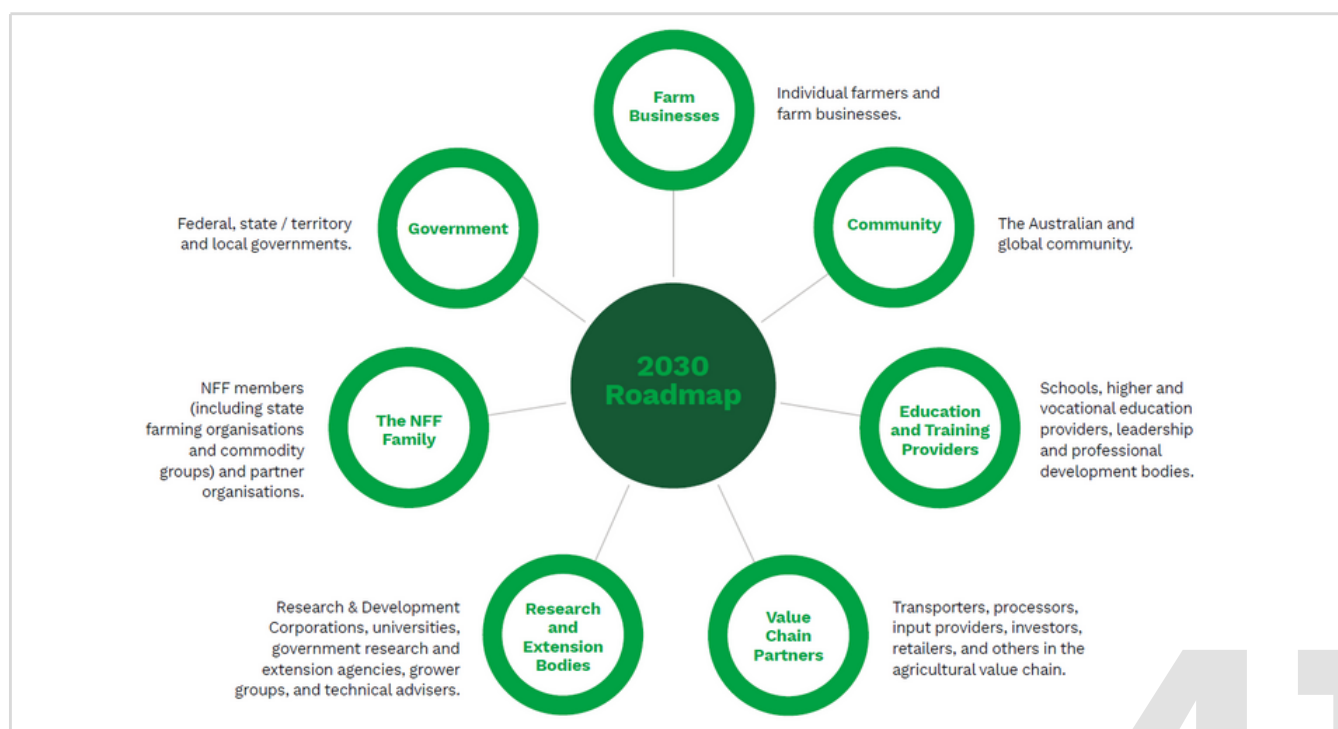 Farm
Businesses
Individual farmers and
farm businesses.
Government
Federal, state / territory
and local governments.
Community
The Australian and
global community.
2030
Roadmap
The NFF
Family
NFF members
(including state
farming organisations
and commodity
groups) and partner
organisations.
Education
and Training
Providers
Schools, higher and
vocational education
providers, leadership
and professional
development bodies.
Research
and
Extension
Bodies
Research & Development
Corporations, universities,
government research and
extension agencies, grower
groups, and technical advisers.
Value
Chain
Partners
Transporters, processors,
input providers, investors,
retailers, and others in the
agricultural value chain.